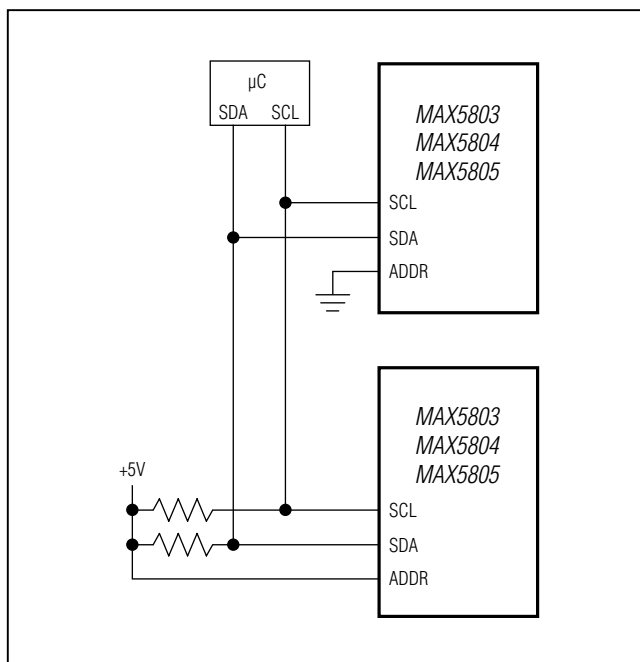 µC
SDA SCL
MAX5803
MAX5804
MAX5805
SCL
SDA
ADDR
MAX5803
MAX5804
MAX5805
+5V
SCL
SDA
ADDR